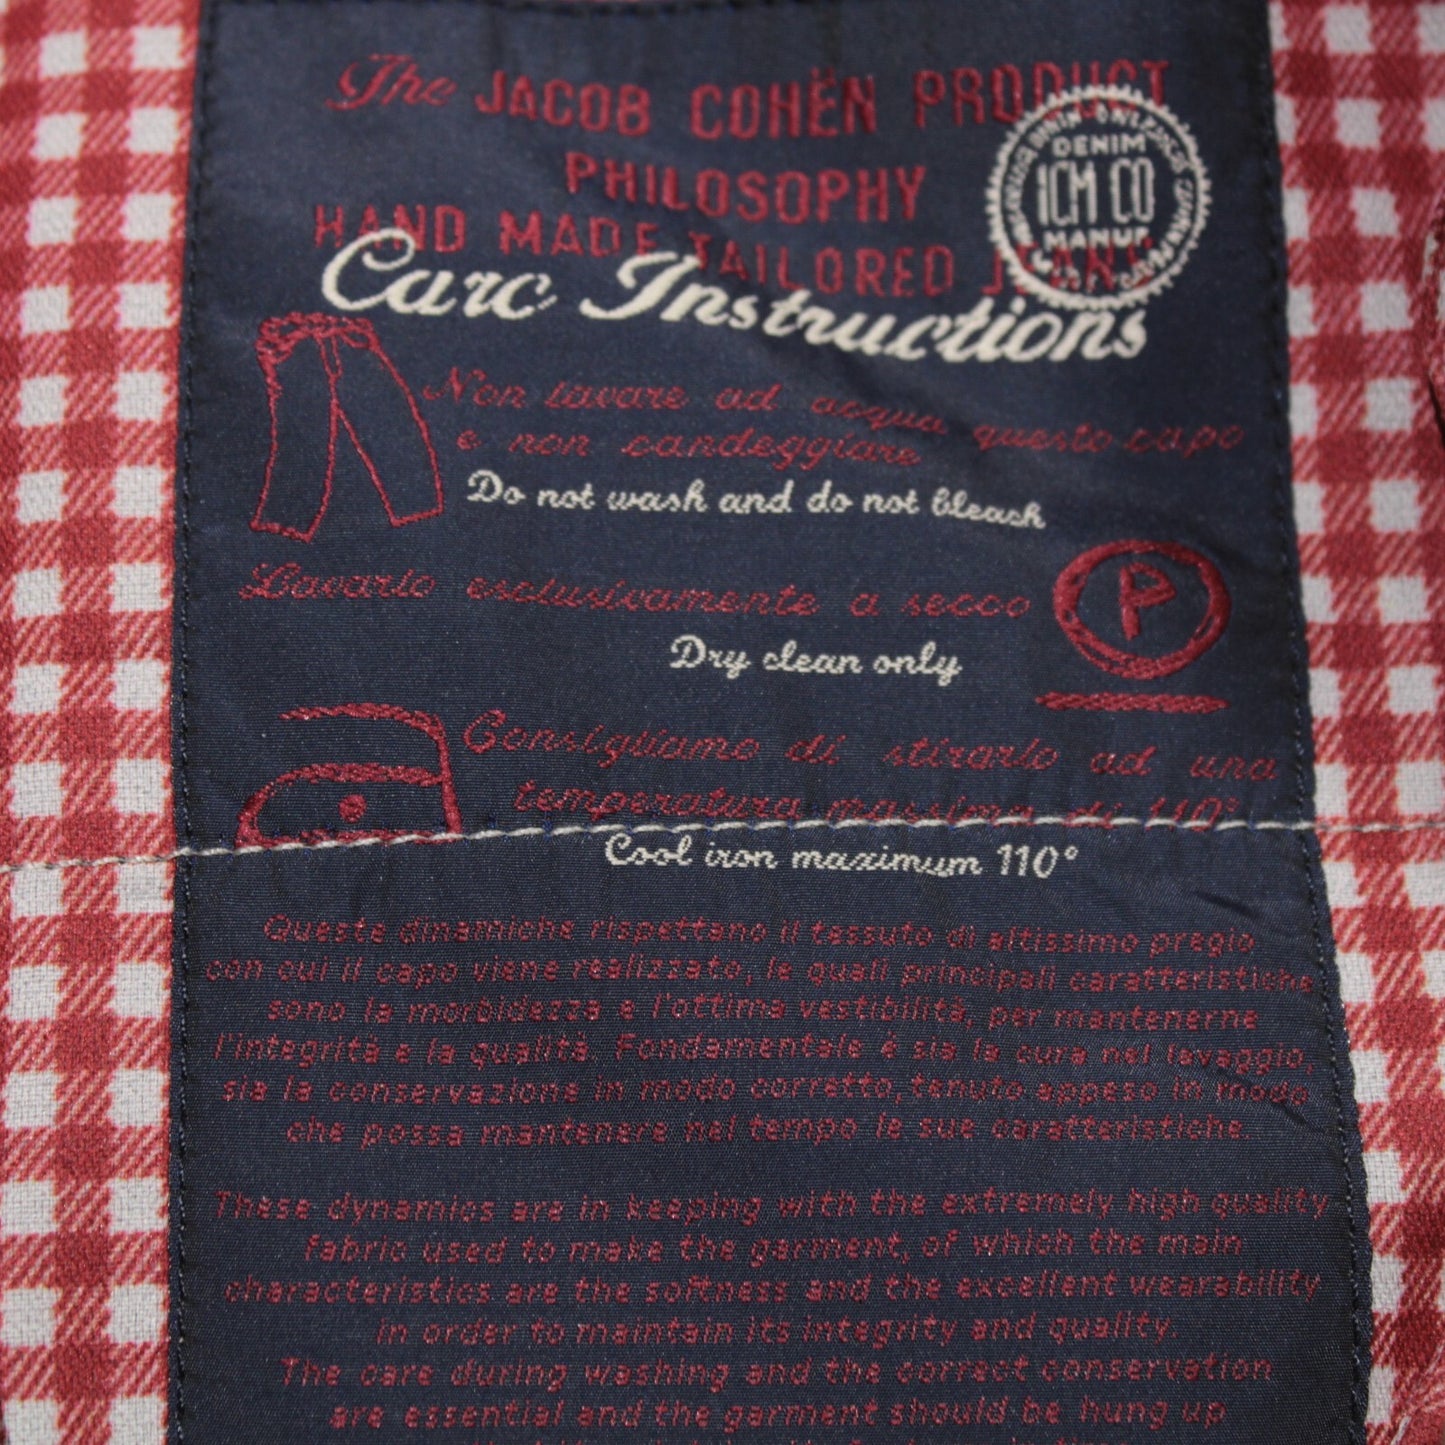 The JACOB COHËN PRODUCT
PHILOSOPHY
HAND MADE TAILORED JEANS
DENIM
ICM CO
MANUF
Care Instructions
Non lavare ad acqua questo capo
e non candeggiare
Do not wash and do not bleach
Lavarlo esclusivamente a secco
P
Dry clean only
Consigliamo di stirarlo ad una
temperatura massima di 110°
Cool iron maximum 110°
Queste dinamiche rispettano il tessuto di altissimo pregio
con cui il capo viene realizzato, le quali principali caratteristiche
sono la morbidezza e l'ottima vestibilità, per mantenerne
l'integrità e la qualità. Fondamentale é sia la cura nel lavaggio,
sia la conservazione in modo corretto, tenuto appeso in modo
che possa mantenere nel tempo le sue caratteristiche.
These dynamics are in keeping with the extremely high quality
fabric used to make the garment, of which the main
characteristics are the softness and the excellent wearability
in order to maintain its integrity and quality.
The care during washing and the correct conservation
are essential and the garment should be hung up